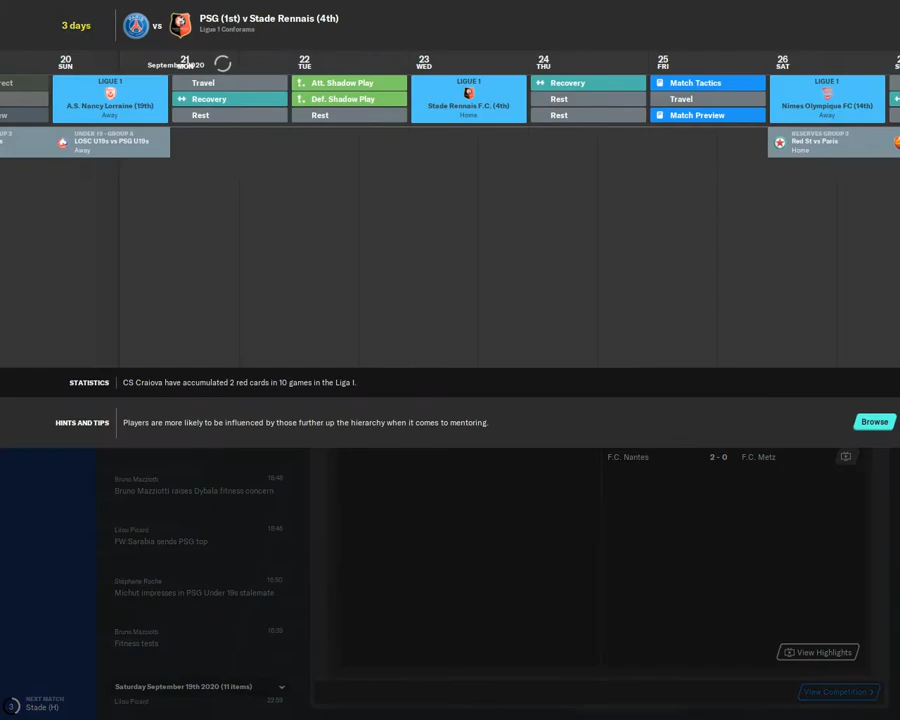 3 days
vs
PSG (1st) v Stade Rennais (4th)
Ligue 1 Conforama
September 2020
20
SUN
21
MON
22
TUE
23
WED
24
THU
25
FRI
26
SAT
LIGUE 1
A.S. Nancy Lorraine (19th)
Away
Travel
Recovery
Rest
Att. Shadow Play
Def. Shadow Play
Rest
LIGUE 1
Stade Rennais F.C. (4th)
Home
Recovery
Rest
Rest
Match Tactics
Travel
Match Preview
LIGUE 1
Nimes Olympique FC (14th)
Away
UNDER 19 - GROUP A
LOSC U19s vs PSG U19s
Away
RESERVES GROUP 2
Red St vs Paris
Home
STATISTICS
CS Craiova have accumulated 2 red cards in 10 games in the Liga I.
HINTS AND TIPS
Players are more likely to be influenced by those further up the hierarchy when it comes to mentoring.
Browse
F.C. Nantes 2 - 0 F.C. Metz
Bruno Mazziotti
Bruno Mazziotti raises Dybala fitness concern
Lilou Picard
FW Sarabia sends PSG top
Stéphane Roche
Michut impresses in PSG Under 19s stalemate
Bruno Mazziotti
Fitness tests
View Highlights
Saturday September 19th 2020 (11 items)
Lilou Picard
View Competition >
3
NEXT MATCH
Stade (H)